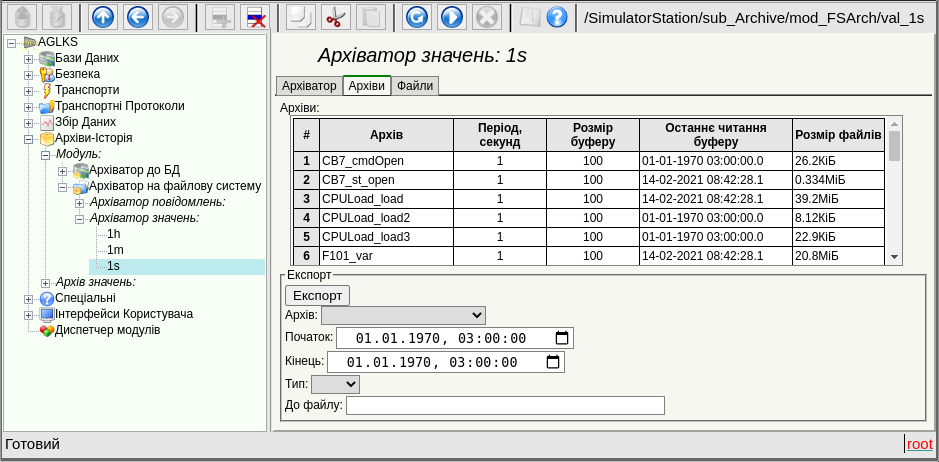 /SimulatorStation/sub_Archive/mod_FSArch/val_1s
AGLKS
Бази Даних
Безпека
Транспорти
Транспортні Протоколи
Збір Даних
Архіви-Історія
Модуль:
Архіватор до БД
Архіватор на файлову систему
Архіватор повідомлень:
Архіватор значень:
1h
1m
1s
Архів значень:
Спеціальні
Інтерфейси Користувача
Диспетчер модулів
Архіватор значень: 1s
Архіватор Архіви Файли
Архіви:
# Архів Період, секунд Розмір буферу Останнє читання буферу Розмір файлів
1 CB7_cmdOpen 1 100 01-01-1970 03:00:00.0 26.2КіБ
2 CB7_st_open 1 100 14-02-2021 08:42:28.1 0.334МіБ
3 CPULoad_load 1 100 14-02-2021 08:42:28.1 39.2МіБ
4 CPULoad_load2 1 100 01-01-1970 03:00:00.0 8.12КіБ
5 CPULoad_load3 1 100 01-01-1970 03:00:00.0 22.9КіБ
6 F101_var 1 100 14-02-2021 08:42:28.1 20.8МіБ
Експорт
Експорт
Архів:
Початок: 01.01.1970, 03:00:00
Кінець: 01.01.1970, 03:00:00
Тип:
До файлу:
Готовий
root